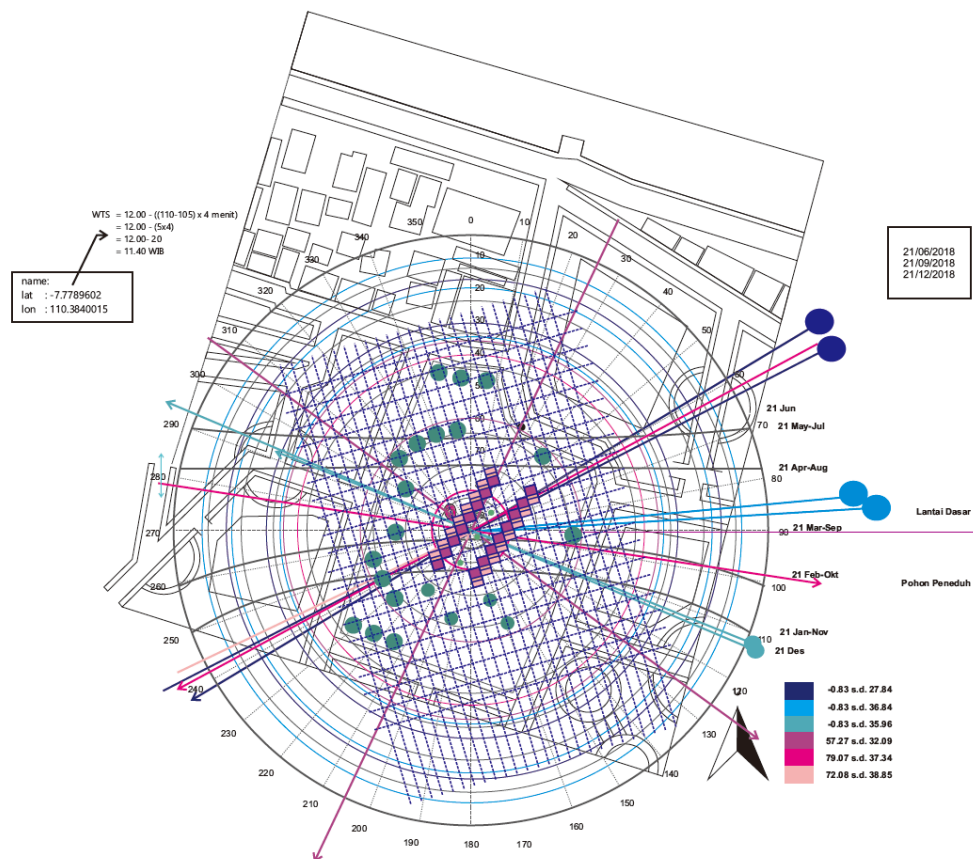 WTS = 12.00 - ((110-105) x 4 menit)
= 12.00 - (5x4)
= 12.00- 20
= 11.40 WIB
name:
lat : -7.7789602
lon : 110.3840015
21/06/2018
21/09/2018
21/12/2018
0
10
20
30
40
50
60
70
80
90
100
110
120
130
140
150
160
170
180
190
200
210
220
230
240
250
260
270
280
290
300
310
320
330
340
350
10
20
30
40
50
60
70
21 Jun
21 May-Jul
21 Apr-Aug
21 Mar-Sep
21 Feb-Okt
21 Jan-Nov
21 Des
Lantai Dasar
Pohon Peneduh
U
-0.83 s.d. 27.84
-0.83 s.d. 36.84
-0.83 s.d. 35.96
57.27 s.d. 32.09
79.07 s.d. 37.34
72.08 s.d. 38.85